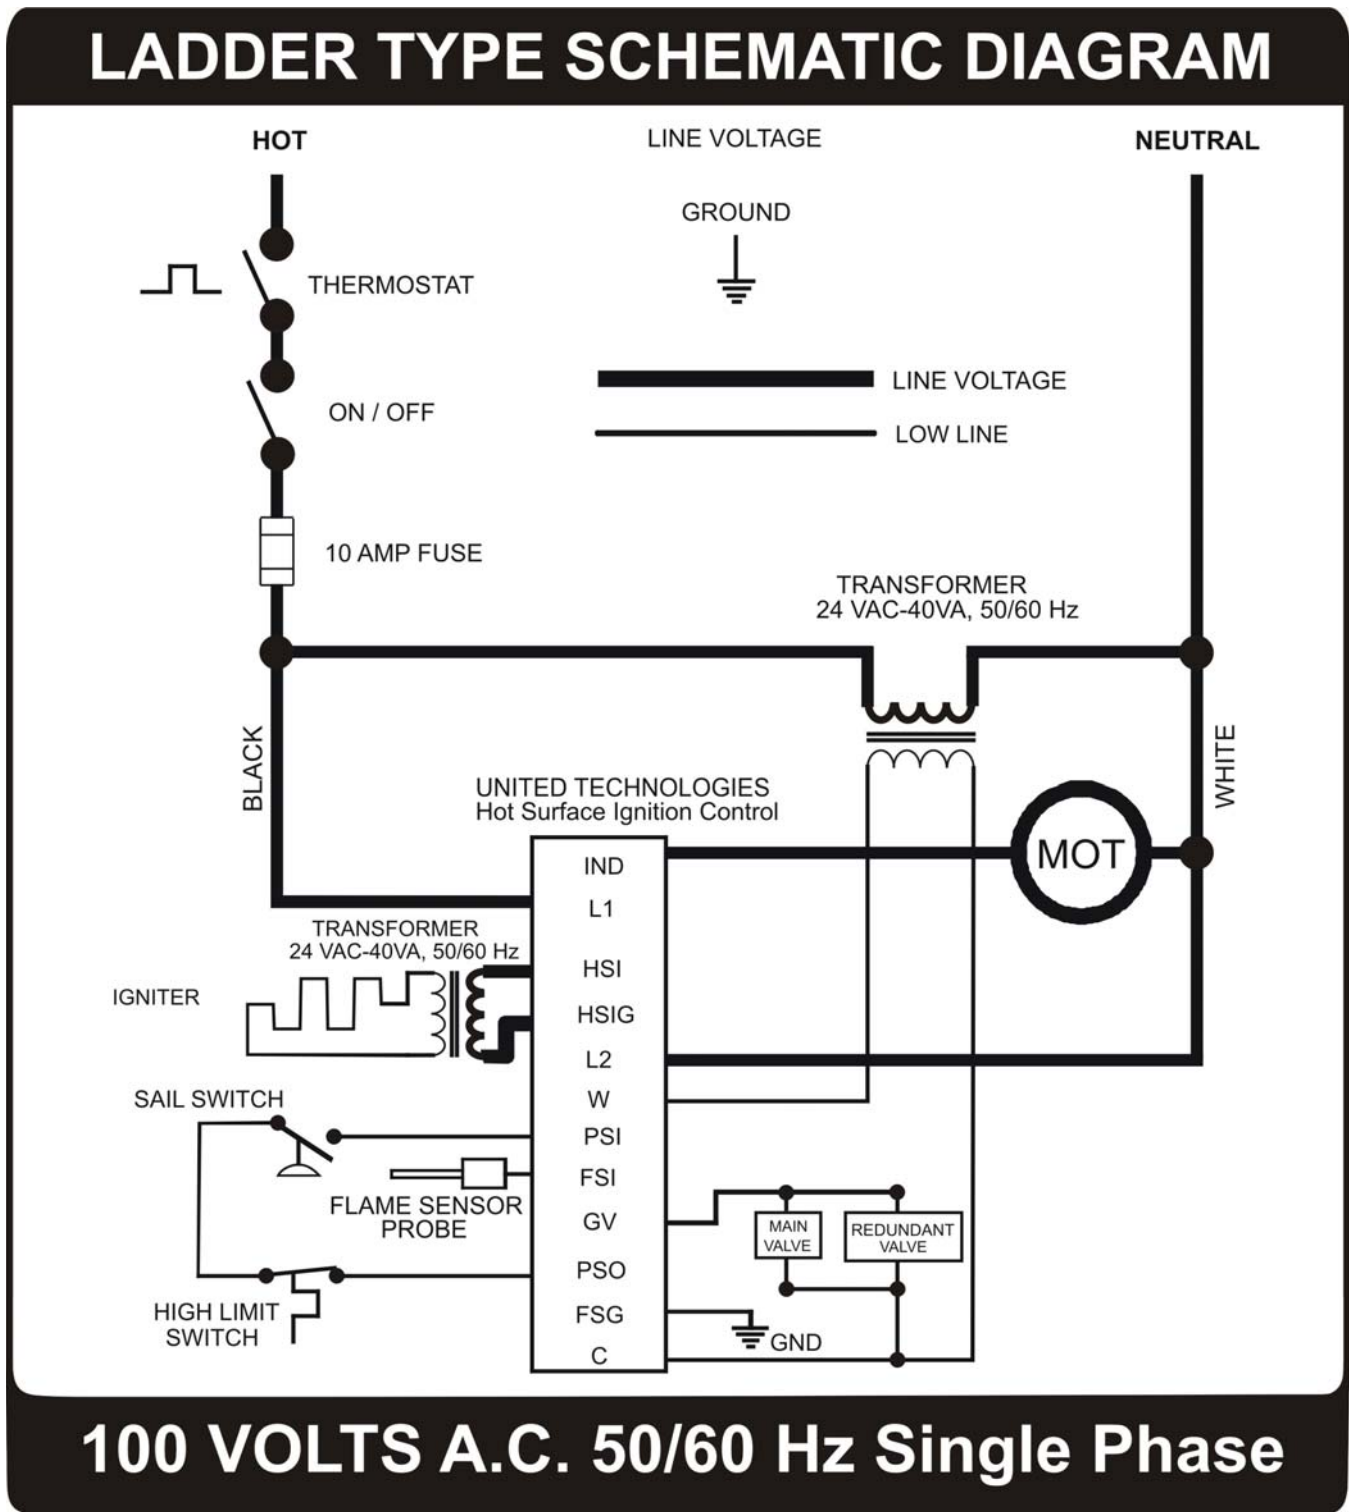 LADDER TYPE SCHEMATIC DIAGRAM
HOT
LINE VOLTAGE
NEUTRAL
GROUND
THERMOSTAT
LINE VOLTAGE
ON / OFF
LOW LINE
10 AMP FUSE
TRANSFORMER
24 VAC-40VA, 50/60 Hz
BLACK
WHITE
UNITED TECHNOLOGIES
Hot Surface Ignition Control
MOT
IND
L1
TRANSFORMER
24 VAC-40VA, 50/60 Hz
HSI
IGNITER
HSIG
L2
SAIL SWITCH
W
PSI
FSI
FLAME SENSOR
PROBE
GV
MAIN
VALVE
REDUNDANT
VALVE
PSO
HIGH LIMIT
SWITCH
FSG
GND
C
100 VOLTS A.C. 50/60 Hz Single Phase